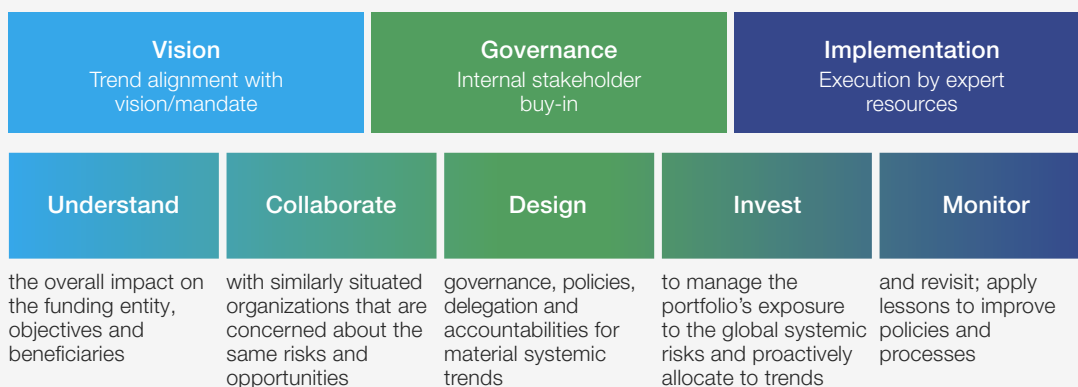 Vision
Trend alignment with
vision/mandate
Governance
Internal stakeholder
buy-in
Implementation
Execution by expert
resources
Understand
the overall impact on
the funding entity,
objectives and
beneficiaries
Collaborate
with similarly situated
organizations that are
concerned about the
same risks and
opportunities
Design
governance, policies,
delegation and
accountabilities for
material systemic
trends
Invest
to manage the
portfolio’s exposure
to the global systemic
risks and proactively
allocate to trends
Monitor
and revisit; apply
lessons to improve
policies and
processes